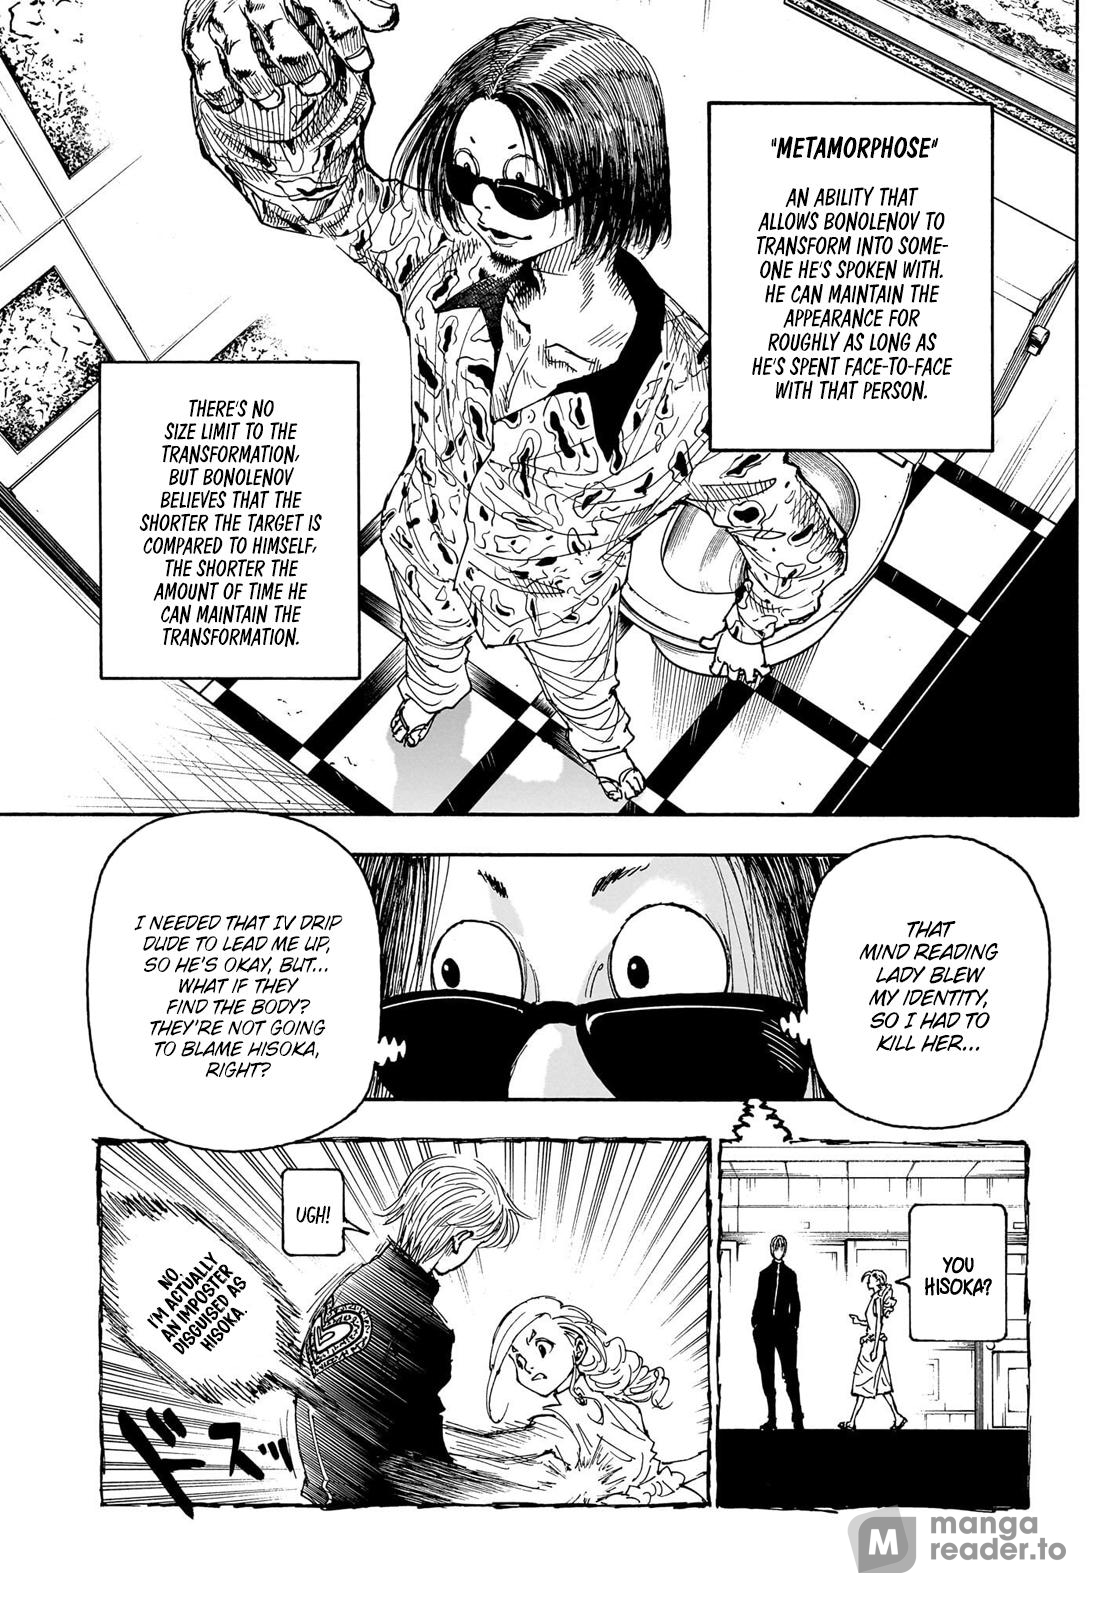 "METAMORPHOSE"
AN ABILITY THAT
ALLOWS BONOLENOV TO
TRANSFORM INTO SOME-
ONE HE'S SPOKEN WITH.
HE CAN MAINTAIN THE
APPEARANCE FOR
ROUGHLY AS LONG AS
HE'S SPENT FACE-TO-FACE
WITH THAT PERSON.
THERE'S NO
SIZE LIMIT TO THE
TRANSFORMATION,
BUT BONOLENOV
BELIEVES THAT THE
SHORTER THE TARGET IS
COMPARED TO HIMSELF,
THE SHORTER THE
AMOUNT OF TIME HE
CAN MAINTAIN THE
TRANSFORMATION.
THAT
MIND READING
LADY BLEW
MY IDENTITY,
SO I HAD TO
KILL HER...
I NEEDED THAT IV DRIP
DUDE TO LEAD ME UP,
SO HE'S OKAY, BUT...
WHAT IF THEY
FIND THE BODY?
THEY'RE NOT GOING
TO BLAME HISOKA,
RIGHT?
YOU
HISOKA?
UGH!
NO,
I'M ACTUALLY
AN IMPOSTER
DISGUISED AS
HISOKA.
ドスッ
M manga
reader.to